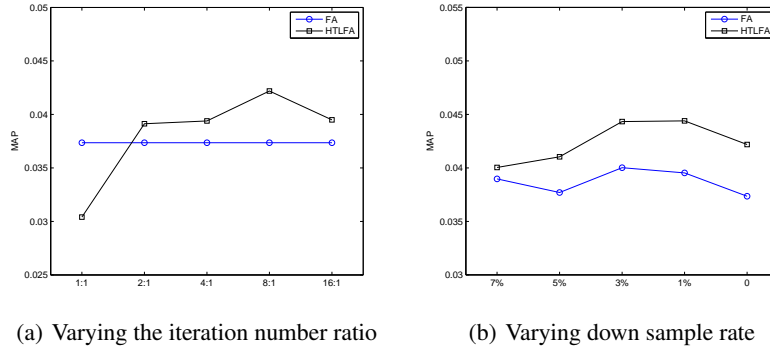 0.05
0.045
0.04
0.035
0.03
0.025
MAP
1:1 2:1 4:1 8:1 16:1
FA
HTLFA
(a) Varying the iteration number ratio
0.055
0.05
0.045
0.04
0.035
0.03
MAP
7% 5% 3% 1% 0
FA
HTLFA
(b) Varying down sample rate